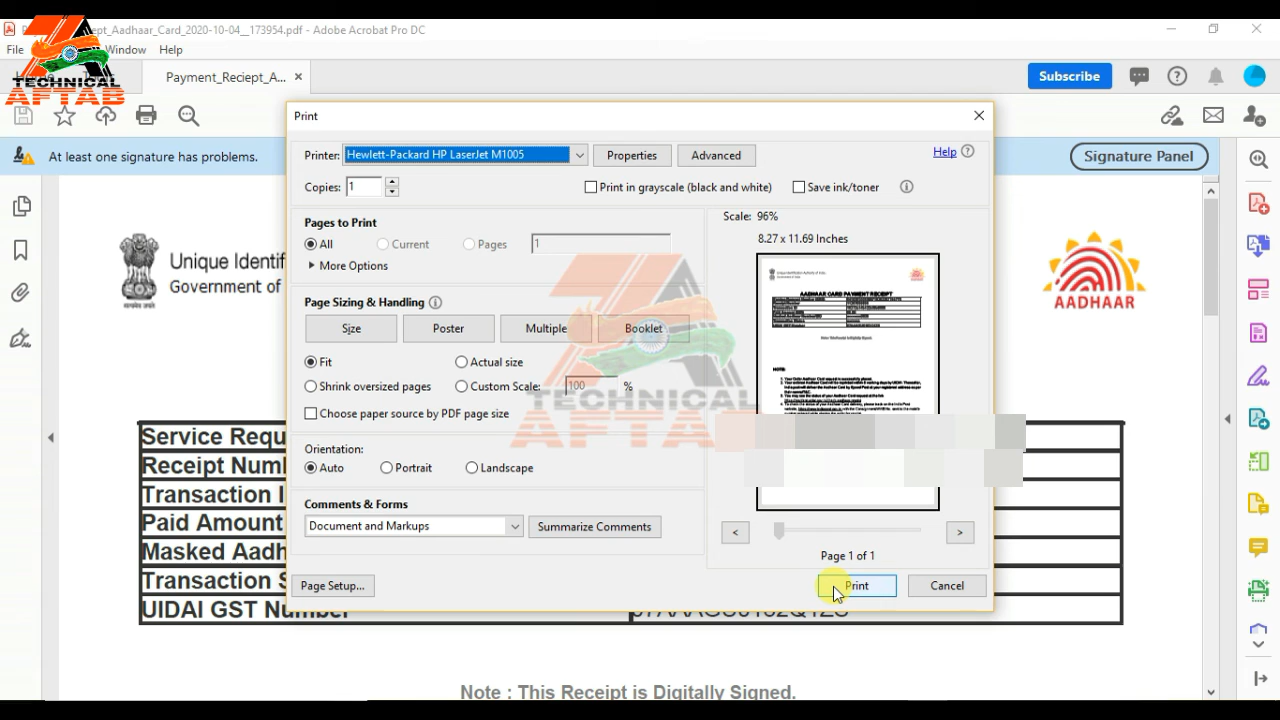 Payment_Reciept_Aadhaar_Card_2020-10-04__173954.pdf - Adobe Acrobat Pro DC
File Window Help
TECHNICAL
AFTAB
Payment_Reciept_A...
Subscribe
At least one signature has problems.
Signature Panel
Print
Printer: Hewlett-Packard HP LaserJet M1005
Properties
Advanced
Help
Copies: 1
Print in grayscale (black and white)
Save ink/toner
Pages to Print
All
Current
Pages
1
More Options
Page Sizing & Handling
Size
Poster
Multiple
Booklet
Fit
Actual size
Shrink oversized pages
Custom Scale: 100 %
Choose paper source by PDF page size
Orientation:
Auto
Portrait
Landscape
Comments & Forms
Document and Markups
Summarize Comments
Page Setup...
Scale: 96%
8.27 x 11.69 Inches
AADHAAR CARD PAYMENT RECEIPT
NOTE:
<
>
Page 1 of 1
Print
Cancel
TECHNICAL
AFTAB
Unique Identif
Government of
AADHAAR
Service Requ
Receipt Num
Transaction I
Paid Amount
Masked Aadh
Transaction S
UIDAI GST Number
Note : This Receipt is Digitally Signed.